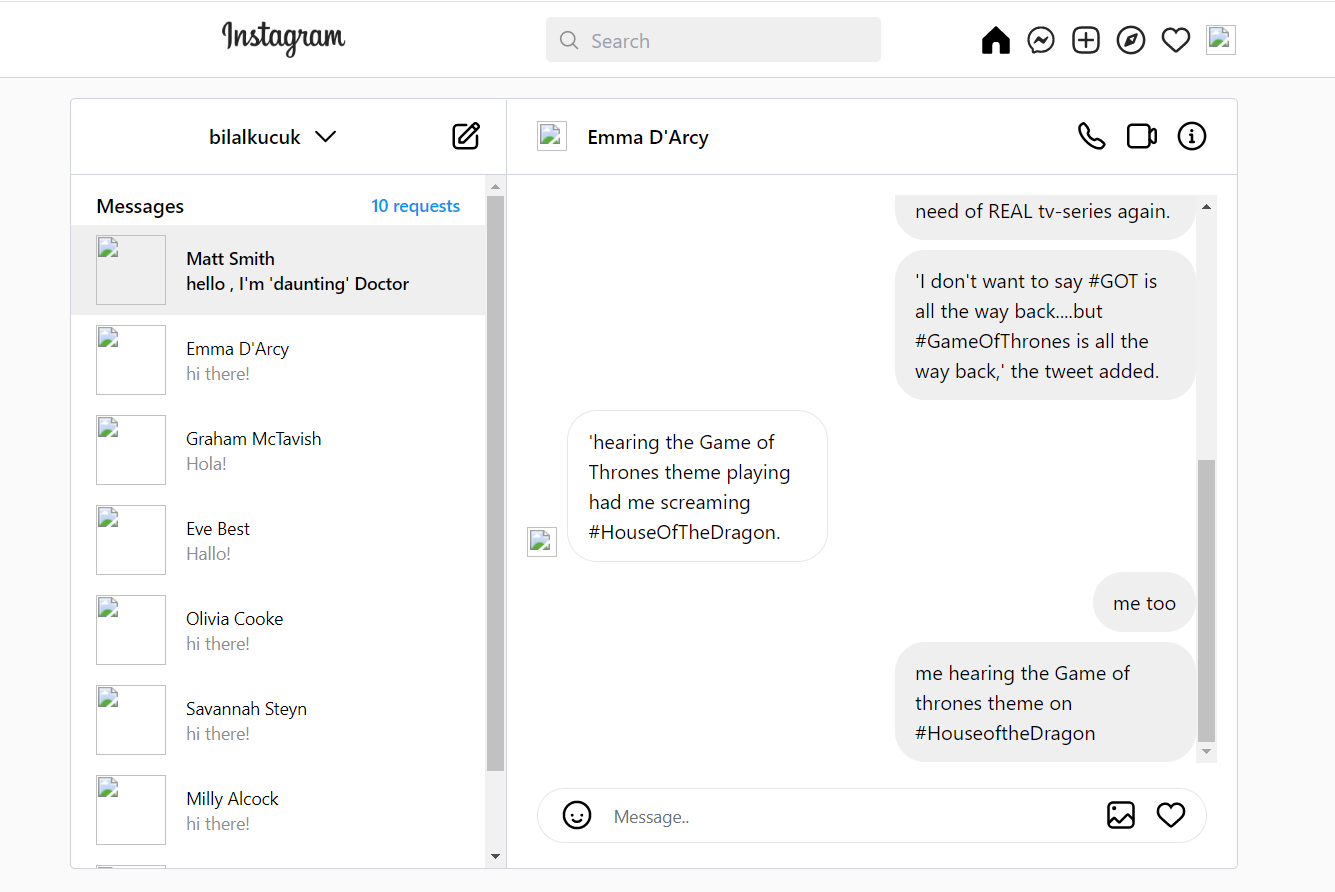 Instagram
Search
bilalkucuk
Emma D'Arcy
Messages
10 requests
Matt Smith
hello , I'm 'daunting' Doctor
Emma D'Arcy
hi there!
Graham McTavish
Hola!
Eve Best
Hallo!
Olivia Cooke
hi there!
Savannah Steyn
hi there!
Milly Alcock
hi there!
need of REAL tv-series again.
'I don't want to say #GOT is
all the way back....but
#GameOfThrones is all the
way back,' the tweet added.
'hearing the Game of
Thrones theme playing
had me screaming
#HouseOfTheDragon.
me too
me hearing the Game of
thrones theme on
#HouseoftheDragon
Message..